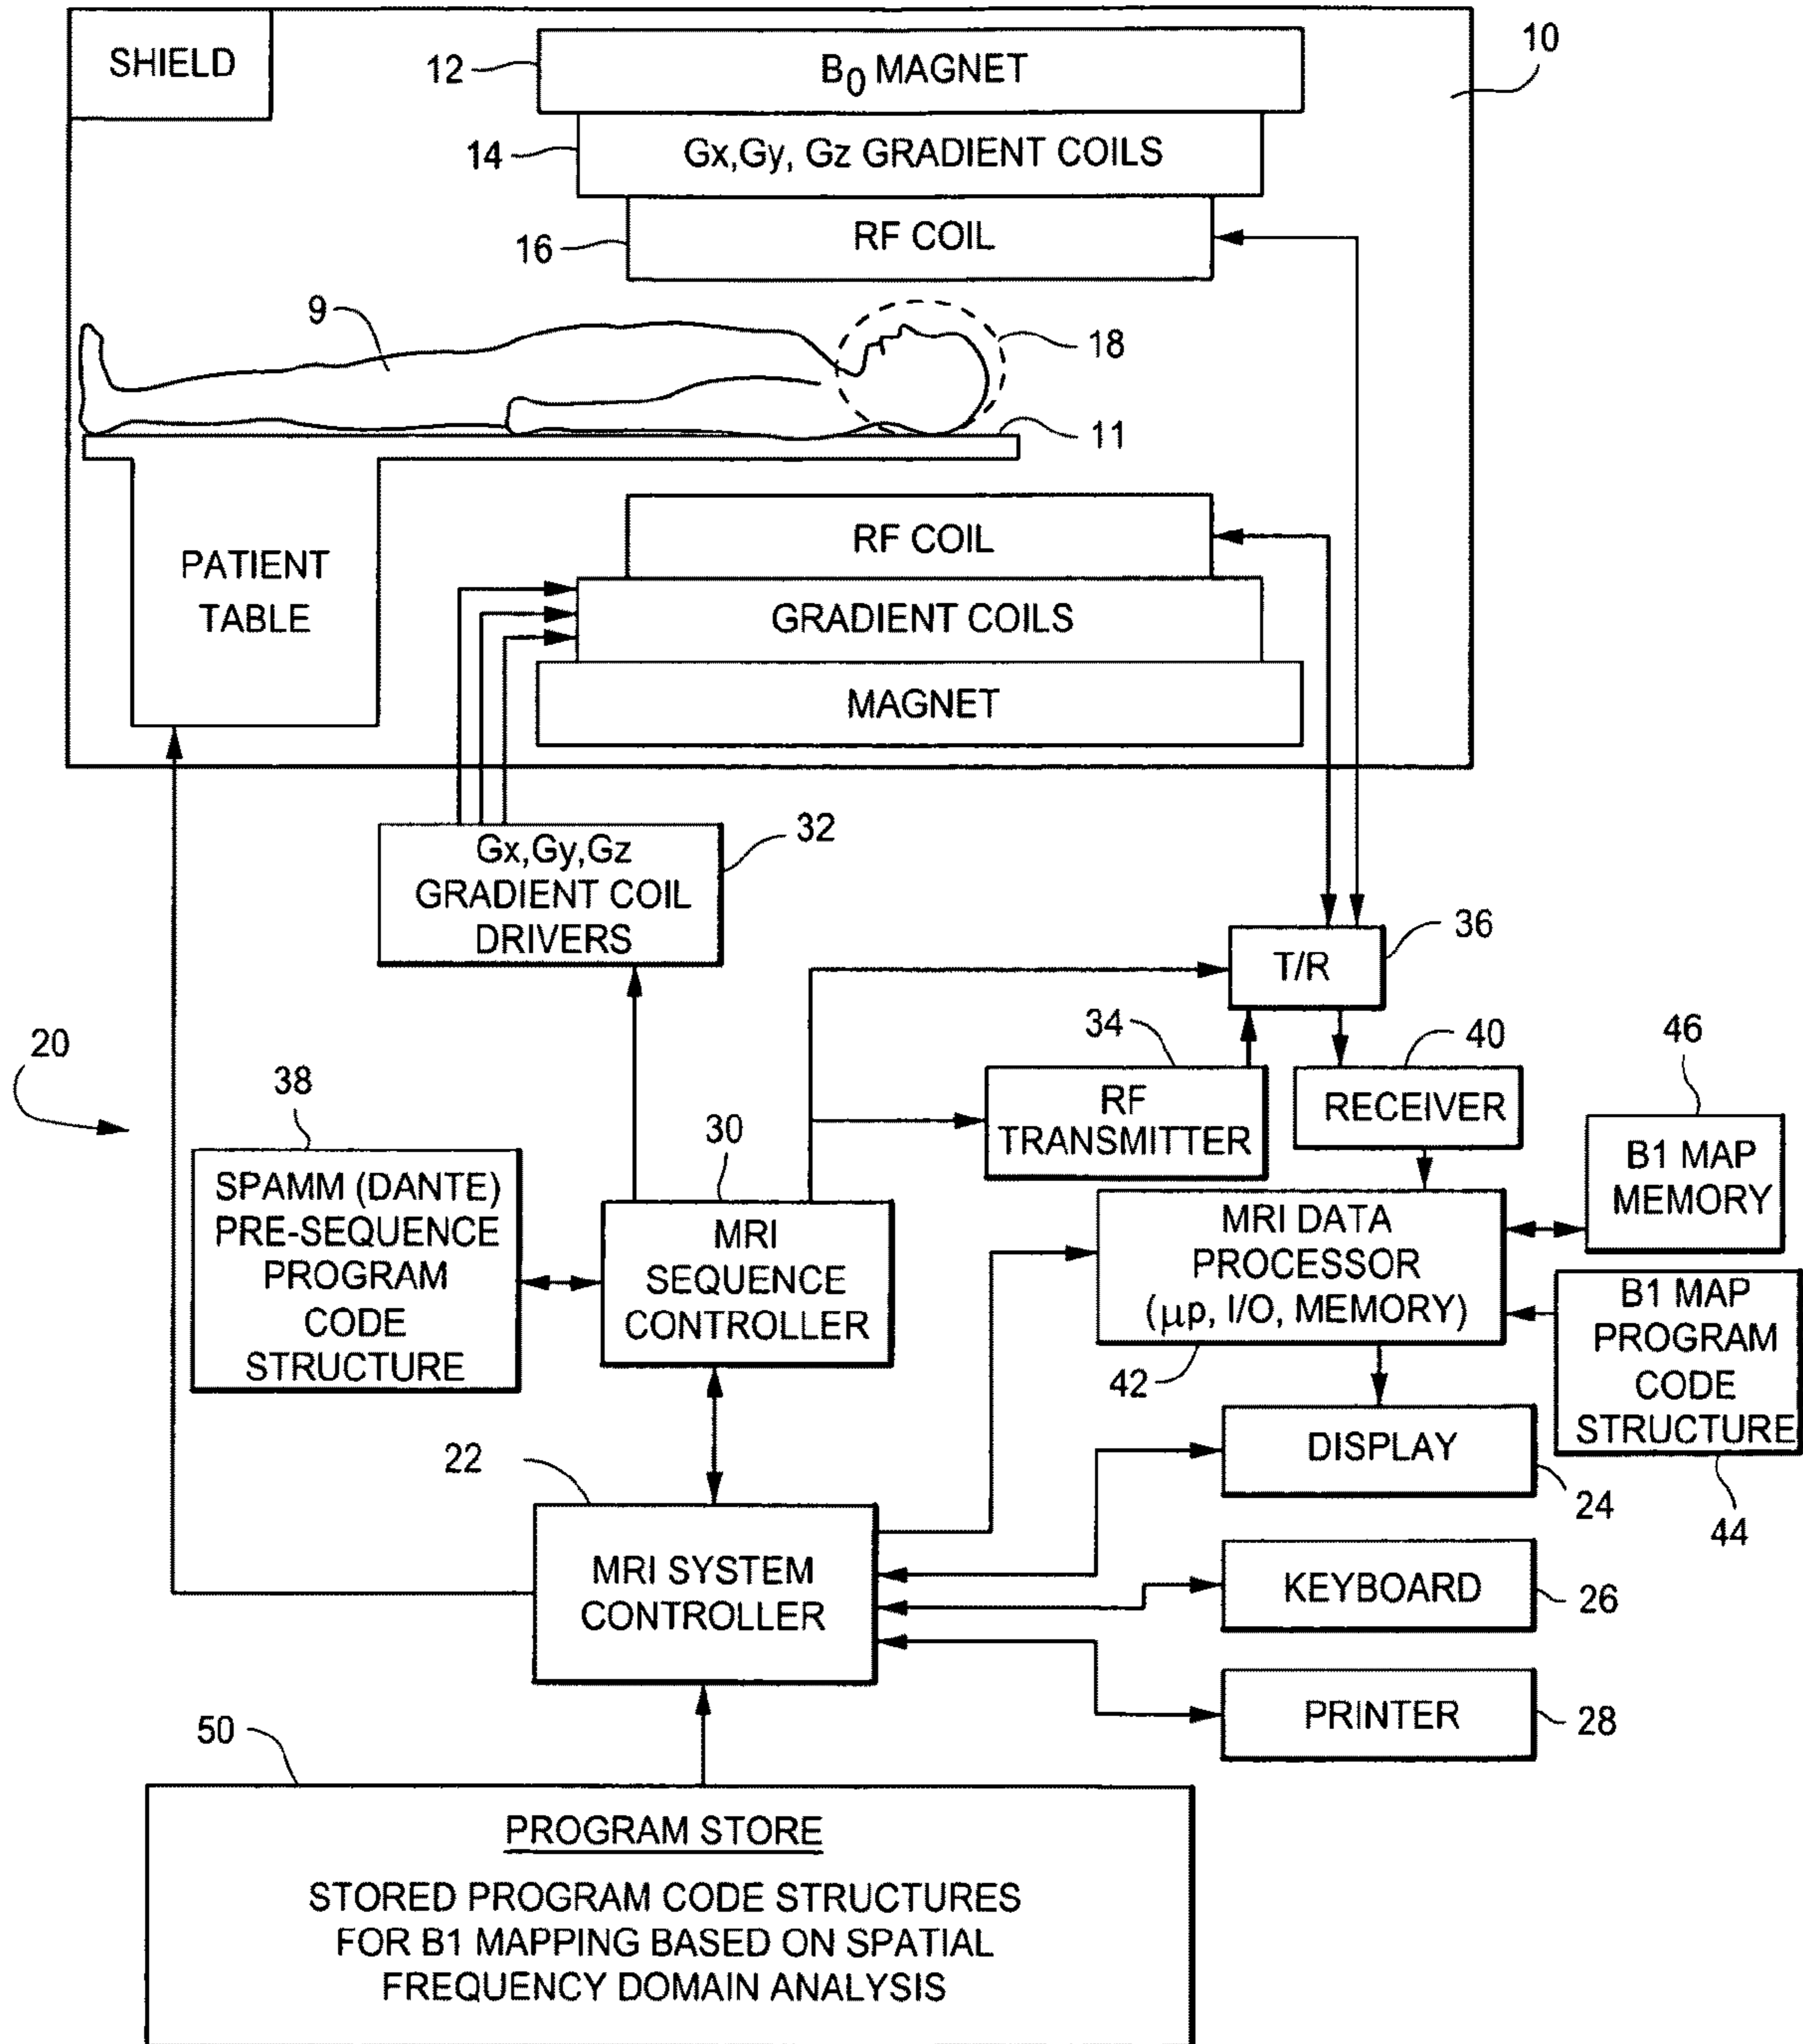 SHIELD
10
12
B0 MAGNET
14
Gx,Gy, Gz GRADIENT COILS
16
RF COIL
9
18
11
PATIENT
TABLE
RF COIL
GRADIENT COILS
MAGNET
32
Gx,Gy,Gz
GRADIENT COIL
DRIVERS
36
T/R
20
34
40
46
38
RF
TRANSMITTER
RECEIVER
B1 MAP
MEMORY
30
SPAMM (DANTE)
PRE-SEQUENCE
PROGRAM
CODE
STRUCTURE
MRI
SEQUENCE
CONTROLLER
MRI DATA
PROCESSOR
(µp, I/O, MEMORY)
B1 MAP
PROGRAM
CODE
STRUCTURE
42
22
DISPLAY
24
44
MRI SYSTEM
CONTROLLER
KEYBOARD
26
PRINTER
28
50
PROGRAM STORE
STORED PROGRAM CODE STRUCTURES
FOR B1 MAPPING BASED ON SPATIAL
FREQUENCY DOMAIN ANALYSIS